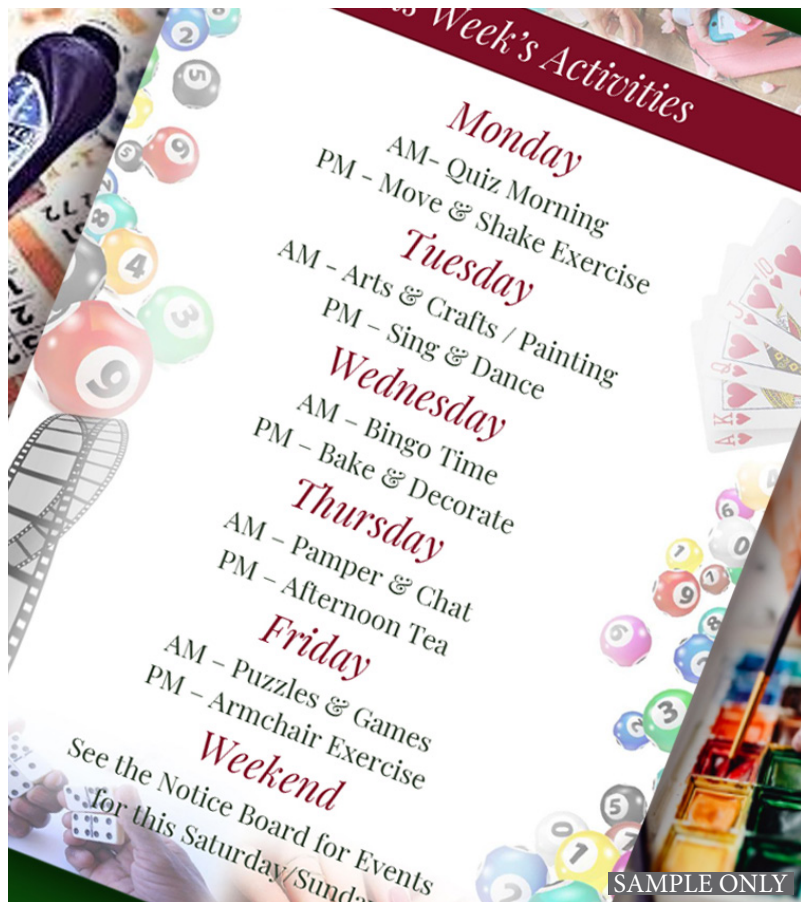 Week's Activities
Monday
AM- Quiz Morning
PM – Move & Shake Exercise
Tuesday
AM – Arts & Crafts / Painting
PM – Sing & Dance
Wednesday
AM – Bingo Time
PM – Bake & Decorate
Thursday
AM – Pamper & Chat
PM – Afternoon Tea
Friday
AM – Puzzles & Games
PM – Armchair Exercise
Weekend
See the Notice Board for Events
for this Saturday/Sunday
SAMPLE ONLY